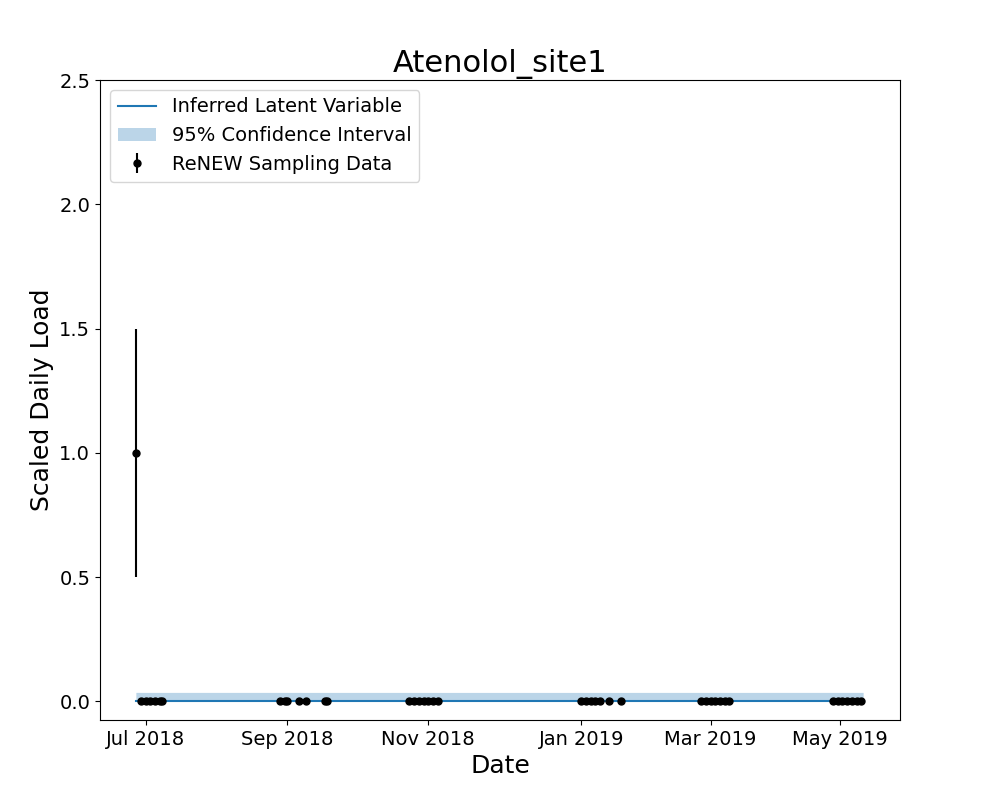 Atenolol_site1
2.5
Inferred Latent Variable
95% Confidence Interval
ReNEW Sampling Data
2.0
1.5
1.0
0.5
0.0
Scaled Daily Load
Jul 2018 Sep 2018 Nov 2018 Jan 2019 Mar 2019 May 2019
Date